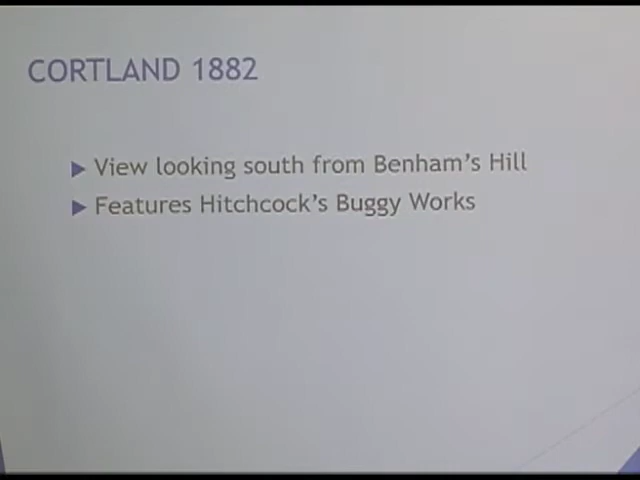 CORTLAND 1882
View looking south from Benham's Hill
Features Hitchcock's Buggy Works